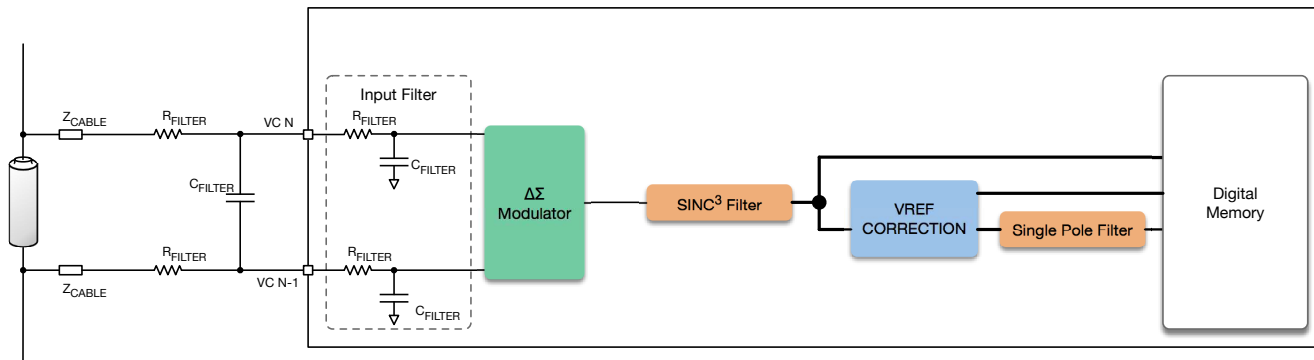 Input Filter
Z_CABLE
R_FILTER
VC N
R_FILTER
C_FILTER
C_FILTER
ΔΣ
Modulator
SINC³ Filter
VREF
CORRECTION
Single Pole Filter
Digital
Memory
R_FILTER
VC N-1
R_FILTER
Z_CABLE
C_FILTER